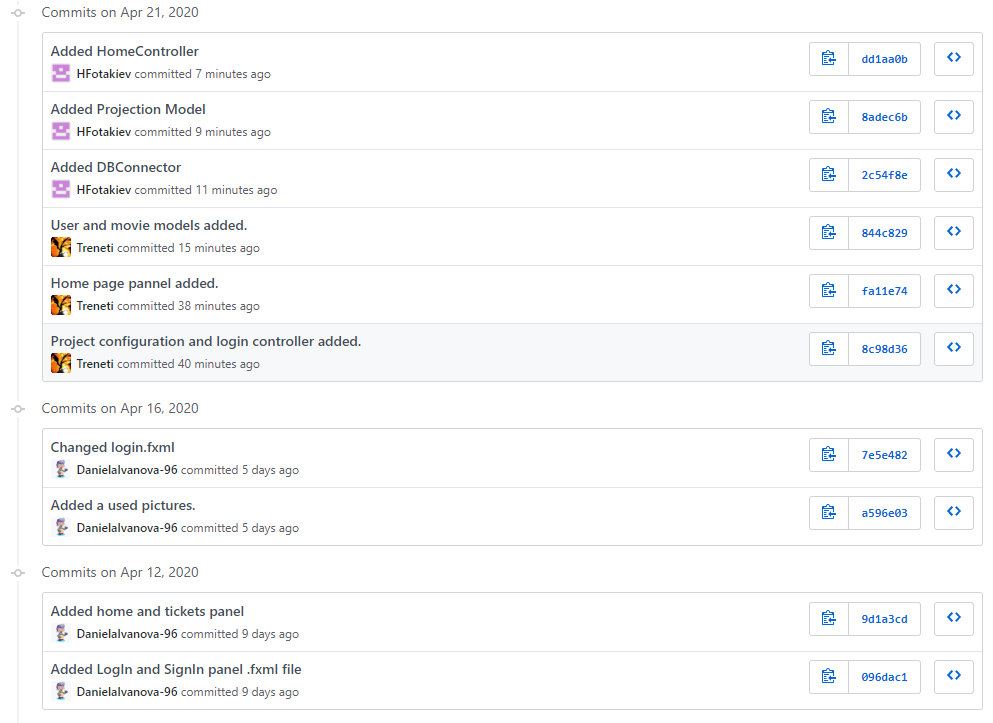 Commits on Apr 21, 2020
Added HomeController
HFotakiev committed 7 minutes ago
dd1aa0b
Added Projection Model
HFotakiev committed 9 minutes ago
8adec6b
Added DBConnector
HFotakiev committed 11 minutes ago
2c54f8e
User and movie models added.
Treneti committed 15 minutes ago
844c829
Home page pannel added.
Treneti committed 38 minutes ago
fa11e74
Project configuration and login controller added.
Treneti committed 40 minutes ago
8c98d36
Commits on Apr 16, 2020
Changed login.fxml
DanielaIvanova-96 committed 5 days ago
7e5e482
Added a used pictures.
DanielaIvanova-96 committed 5 days ago
a596e03
Commits on Apr 12, 2020
Added home and tickets panel
DanielaIvanova-96 committed 9 days ago
9d1a3cd
Added LogIn and SignIn panel .fxml file
DanielaIvanova-96 committed 9 days ago
096dac1